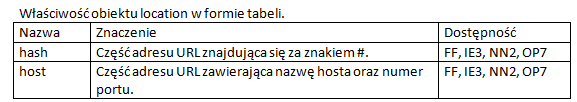 Właściwość obiektu location w formie tabeli.
Nazwa Znaczenie Dostępność
hash Część adresu URL znajdująca się za znakiem #. FF, IE3, NN2, OP7
host Część adresu URL zawierająca nazwę hosta oraz numer FF, IE3, NN2, OP7
portu.